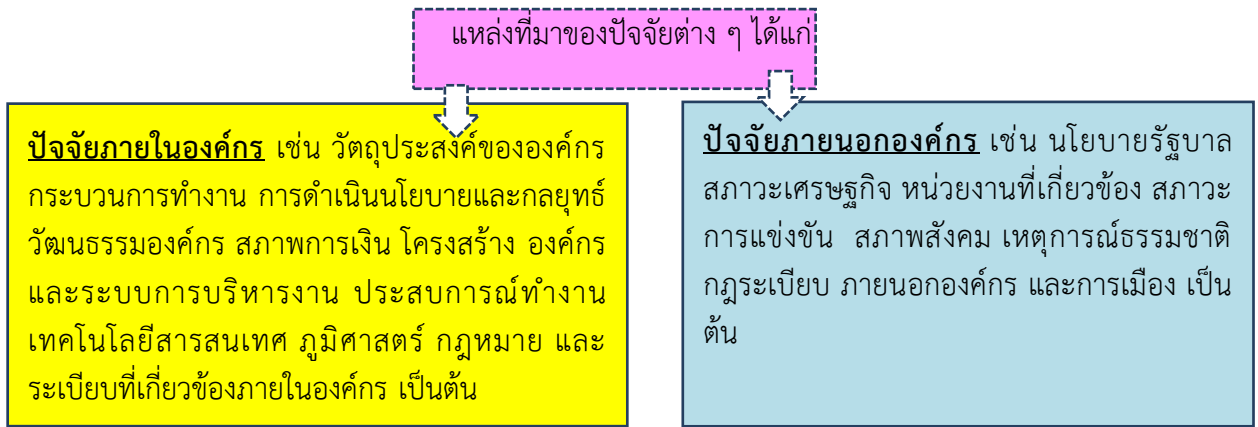 แหล่งที่มาของปัจจัยต่าง ๆ ได้แก่
ปัจจัยภายในองค์กร เช่น วัตถุประสงค์ขององค์กร
กระบวนการทำงาน การดำเนินนโยบายและกลยุทธ์
วัฒนธรรมองค์กร สภาพการเงิน โครงสร้าง องค์กร
และระบบการบริหารงาน ประสบการณ์ทำงาน
เทคโนโลยีสารสนเทศ ภูมิศาสตร์ กฎหมาย และ
ระเบียบที่เกี่ยวข้องภายในองค์กร เป็นต้น
ปัจจัยภายนอกองค์กร เช่น นโยบายรัฐบาล
สภาวะเศรษฐกิจ หน่วยงานที่เกี่ยวข้อง สภาวะ
การแข่งขัน สภาพสังคม เหตุการณ์ธรรมชาติ
กฎระเบียบ ภายนอกองค์กร และการเมือง เป็น
ต้น